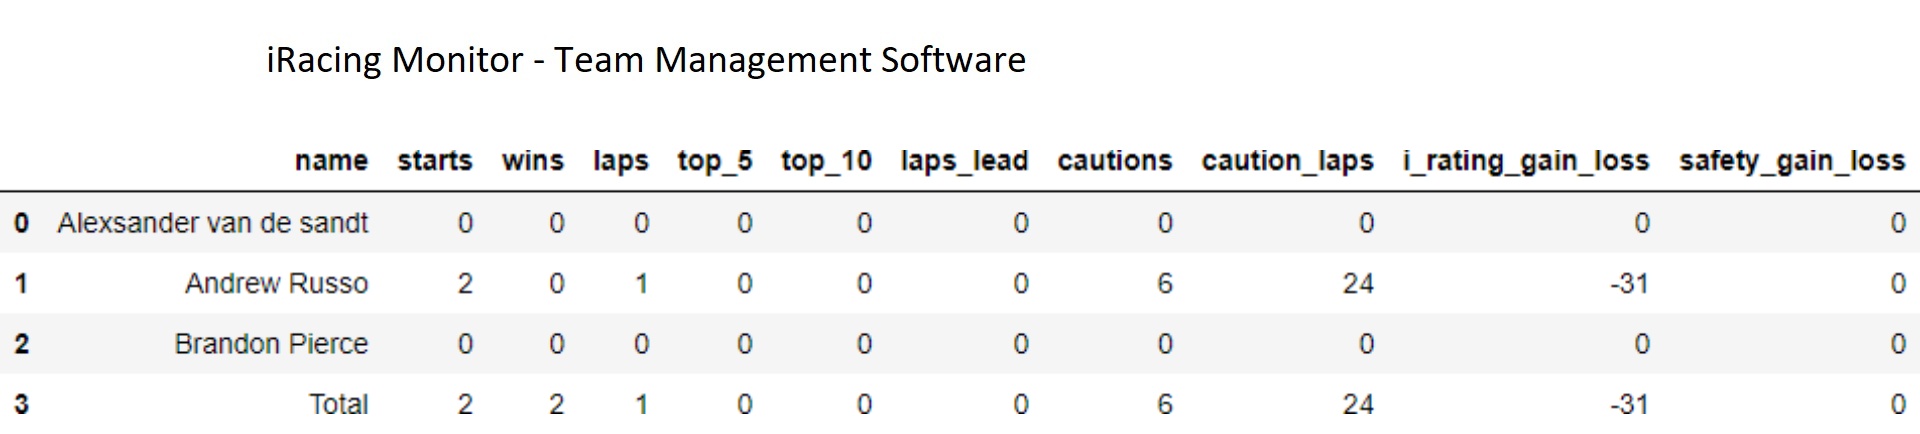 iRacing Monitor - Team Management Software
name starts wins laps top_5 top_10 laps_lead cautions caution_laps i_rating_gain_loss safety_gain_loss
0 Alexsander van de sandt 0 0 0 0 0 0 0 0 0 0
1 Andrew Russo 2 0 1 0 0 0 6 24 -31 0
2 Brandon Pierce 0 0 0 0 0 0 0 0 0 0
3 Total 2 2 1 0 0 0 6 24 -31 0